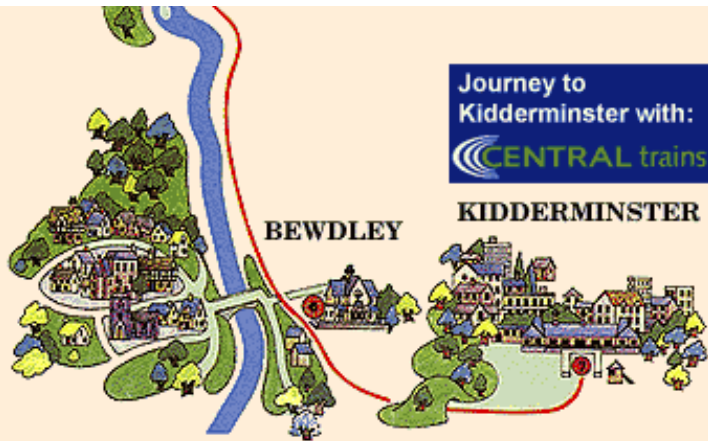 Journey to
Kidderminster with:
CENTRAL trains
BEWDLEY
KIDDERMINSTER